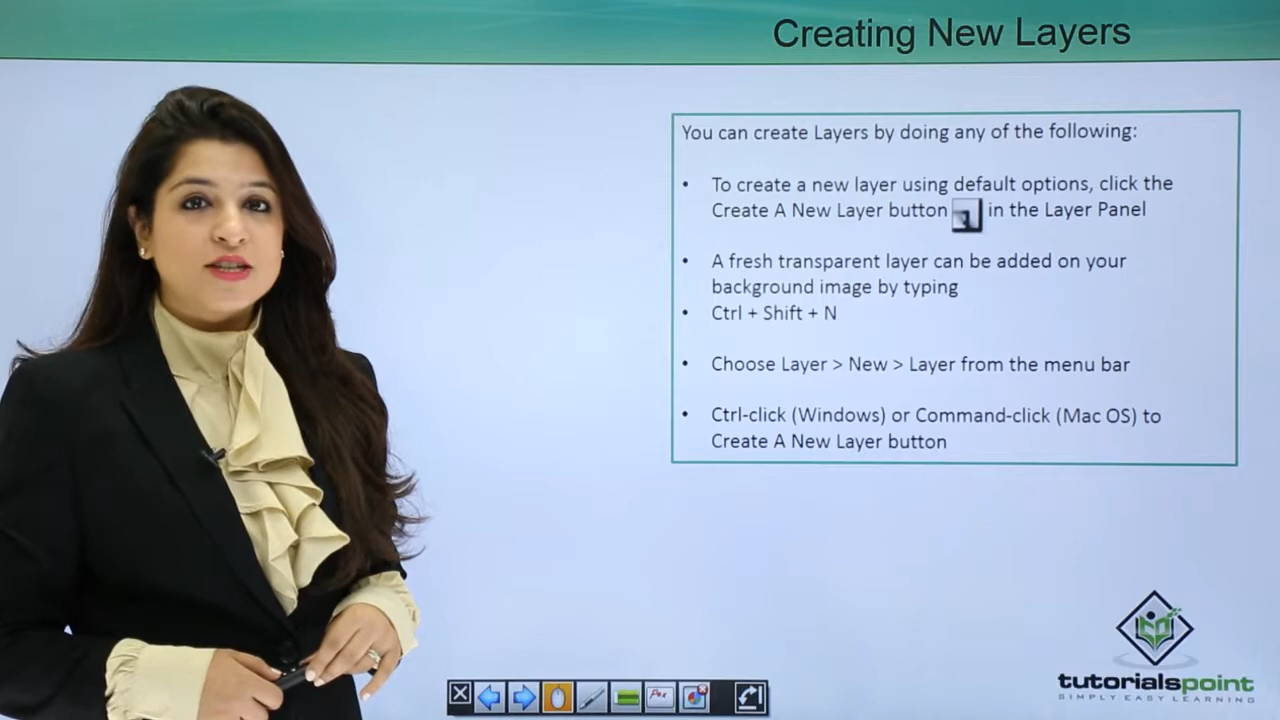 Creating New Layers
You can create Layers by doing any of the following:
• To create a new layer using default options, click the
Create A New Layer button in the Layer Panel
• A fresh transparent layer can be added on your
background image by typing
• Ctrl + Shift + N
• Choose Layer > New > Layer from the menu bar
• Ctrl-click (Windows) or Command-click (Mac OS) to
Create A New Layer button
Pen
tutorialspoint
SIMPLY EASY LEARNING